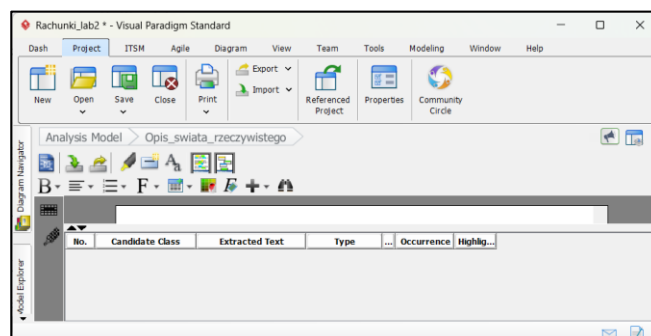 Rachunki_lab2 * - Visual Paradigm Standard
Dash Project ITSM Agile Diagram View Team Tools Modeling Window Help
Export
Import
New Open Save Close Print Referenced Project Properties Community Circle
Analysis Model Opis_swiata_rzeczywistego
Diagram Navigator
B F
No. Candidate Class Extracted Text Type ... Occurrence Highlig...
Model Explorer